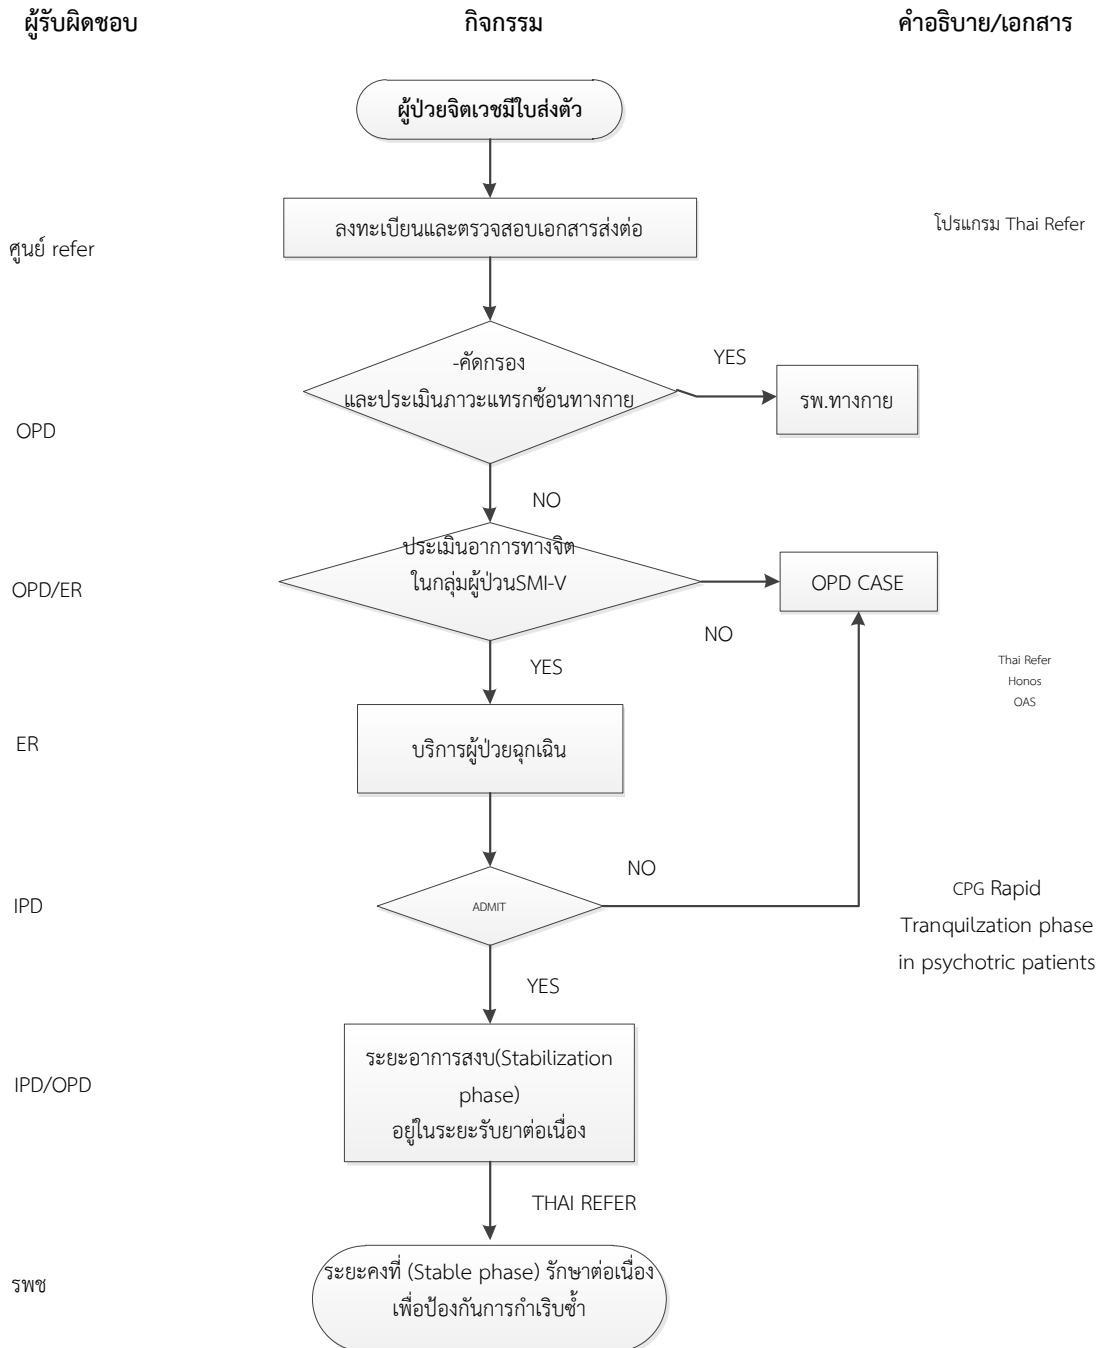 ผู้รับผิดชอบ
กิจกรรม
คำอธิบาย/เอกสาร
ผู้ป่วยจิตเวชมีใบส่งตัว
ลงทะเบียนและตรวจสอบเอกสารส่งต่อ
โปรแกรม Thai Refer
ศูนย์ refer
-คัดกรอง
และประเมินภาวะแทรกซ้อนทางกาย
YES
รพ.ทางกาย
OPD
NO
ประเมินอาการทางจิต
ในกลุ่มผู้ป่วนSMI-V
OPD/ER
OPD CASE
NO
YES
Thai Refer
Honos
OAS
ER
บริการผู้ป่วยฉุกเฉิน
NO
IPD
ADMIT
CPG Rapid
Tranquilzation phase
in psychotric patients
YES
ระยะอาการสงบ(Stabilization
phase)
อยู่ในระยะรับยาต่อเนื่อง
IPD/OPD
THAI REFER
ระยะคงที่ (Stable phase) รักษาต่อเนื่อง
เพื่อป้องกันการกำเริบซ้ำ
รพช